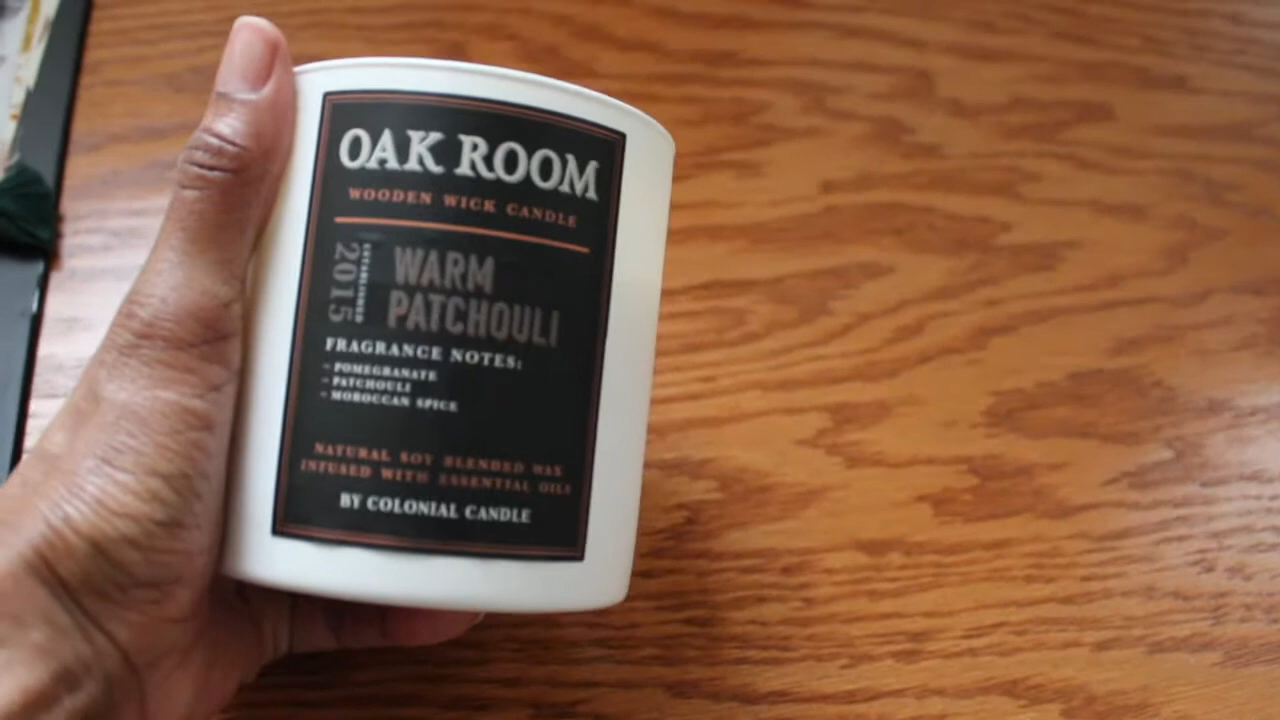 OAK ROOM
WOODEN WICK CANDLE
ESTABLISHED
2015
WARM
PATCHOULI
FRAGRANCE NOTES:
- POMEGRANATE
- PATCHOULI
- MOROCCAN SPICE
NATURAL SOY BLENDED WAX
INFUSED WITH ESSENTIAL OILS
BY COLONIAL CANDLE